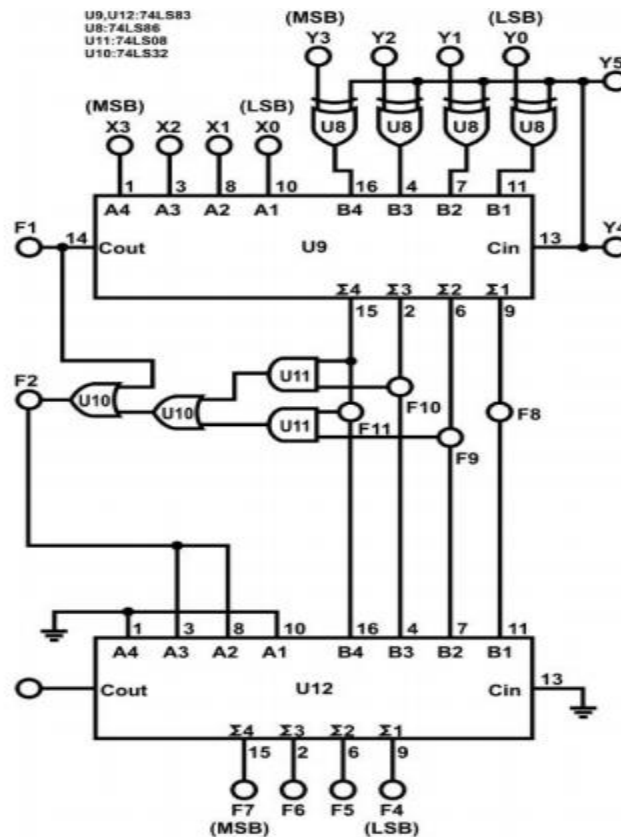 U9,U12:74LS83
U8:74LS86
U11:74LS08
U10:74LS32
(MSB) (LSB)
Y3 Y2 Y1 Y0
Y5
U8 U8 U8 U8
(MSB) (LSB)
X3 X2 X1 X0
1 3 8 10 16 4 7 11
A4 A3 A2 A1 B4 B3 B2 B1
F1
14 Cout U9 Cin 13
Y4
Σ4 Σ3 Σ2 Σ1
15 2 6 9
F2
U10 U10 U11
U11
F10
F11
F9
F8
1 3 8 10 16 4 7 11
A4 A3 A2 A1 B4 B3 B2 B1
Cout U12 Cin 13
Σ4 Σ3 Σ2 Σ1
15 2 6 9
F7 F6 F5 F4
(MSB) (LSB)